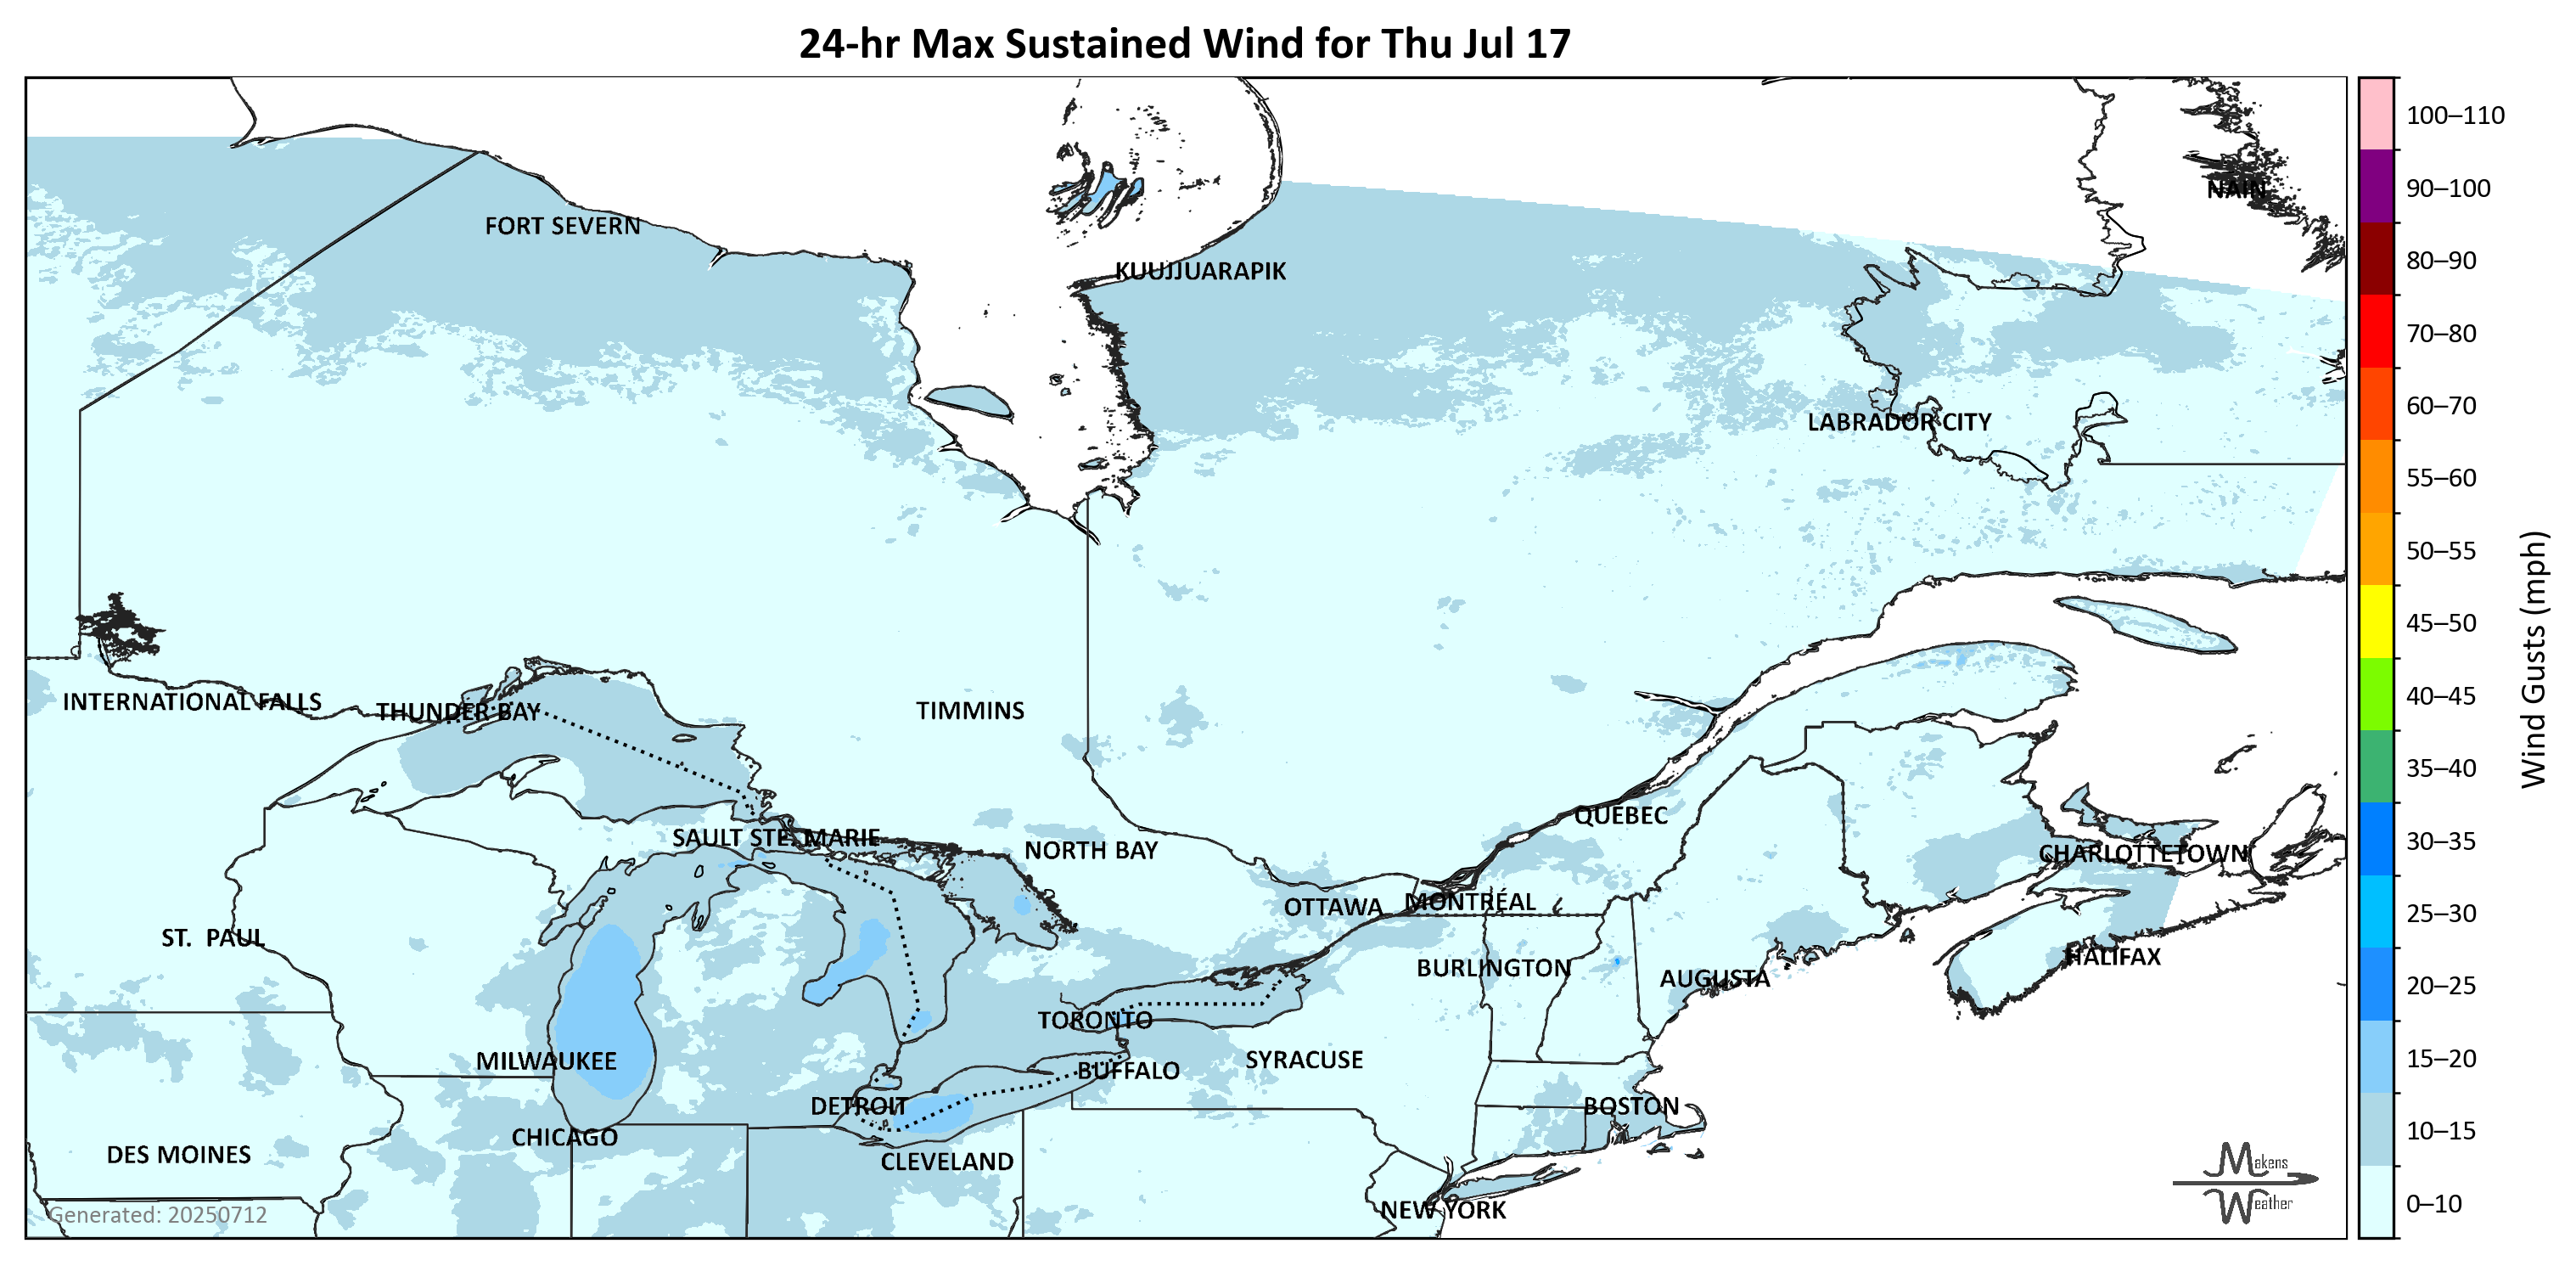 24-hr Max Sustained Wind for Thu Jul 17
100–110
90–100
NAIN
FORT SEVERN
80–90
KUUJJUARAPIK
70–80
60–70
LABRADOR CITY
55–60
50–55
45–50
Wind Gusts (mph)
40–45
INTERNATIONAL FALLS
THUNDER BAY
TIMMINS
35–40
QUÉBEC
SAULT STE. MARIE
NORTH BAY
30–35
CHARLOTTETOWN
OTTAWA
MONTRÉAL
25–30
ST. PAUL
HALIFAX
BURLINGTON
AUGUSTA
20–25
TORONTO
MILWAUKEE
SYRACUSE
15–20
BUFFALO
DETROIT
BOSTON
CHICAGO
10–15
DES MOINES
CLEVELAND
Makens
Weather
NEW YORK
0–10
Generated: 20250712